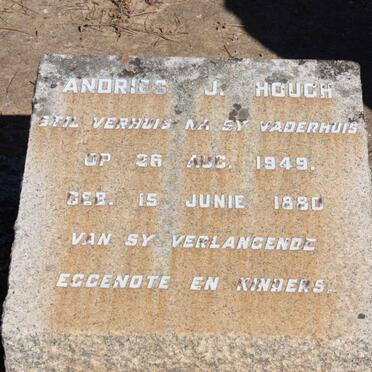 ANDRIES J. HOUGH
STIL VERHUIS NA SY VADERHUIS
OP 26 AUG. 1949.
GEB. 15 JUNIE 1880
VAN SY VERLANGENDE
EGGENOTE EN KINDERS.